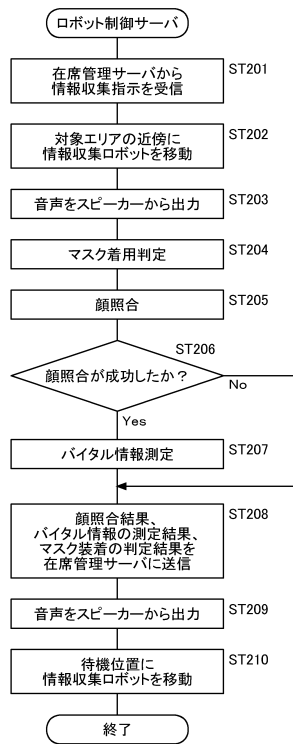 ロボット制御サーバ
在席管理サーバから
情報収集指示を受信
ST201
対象エリアの近傍に
情報収集ロボットを移動
ST202
音声をスピーカーから出力
ST203
マスク着用判定
ST204
顔照合
ST205
顔照合が成功したか？
ST206
No
Yes
バイタル情報測定
ST207
顔照合結果、
バイタル情報の測定結果、
マスク装着の判定結果を
在席管理サーバに送信
ST208
音声をスピーカーから出力
ST209
待機位置に
情報収集ロボットを移動
ST210
終了